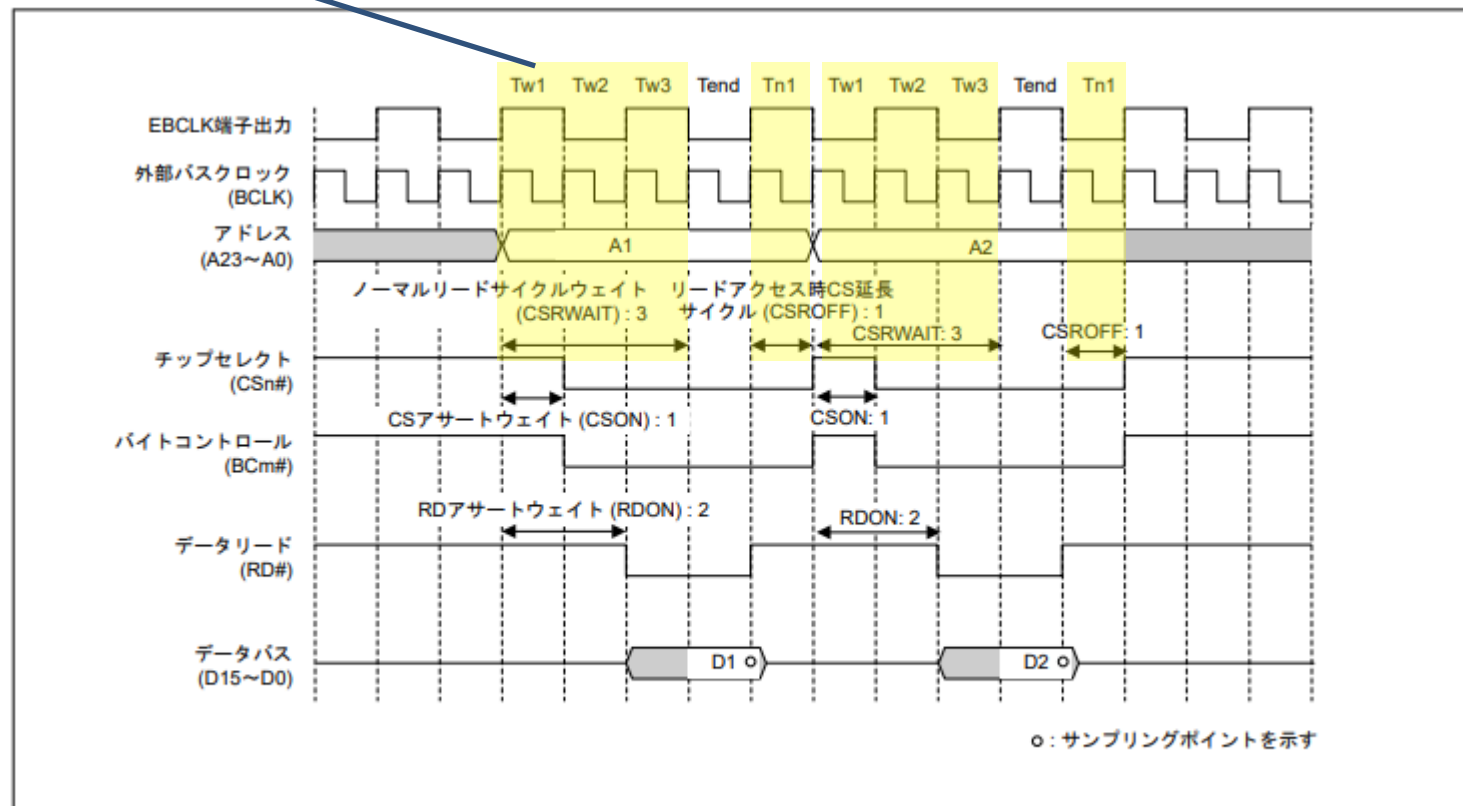 Tw1 Tw2 Tw3 Tend Tn1 Tw1 Tw2 Tw3 Tend Tn1
EBCLK端子出力
外部バスクロック
(BCLK)
アドレス
(A23～A0)
A1 A2
ノーマルリードサイクルウェイト
(CSRWAIT) : 3
リードアクセス時CS延長
サイクル (CSROFF) : 1
CSRWAIT: 3
CSROFF: 1
チップセレクト
(CSn#)
CSアサートウェイト (CSON) : 1
CSON: 1
バイトコントロール
(BCm#)
RDアサートウェイト (RDON) : 2
RDON: 2
データリード
(RD#)
データバス
(D15～D0)
D1 D2
o : サンプリングポイントを示す